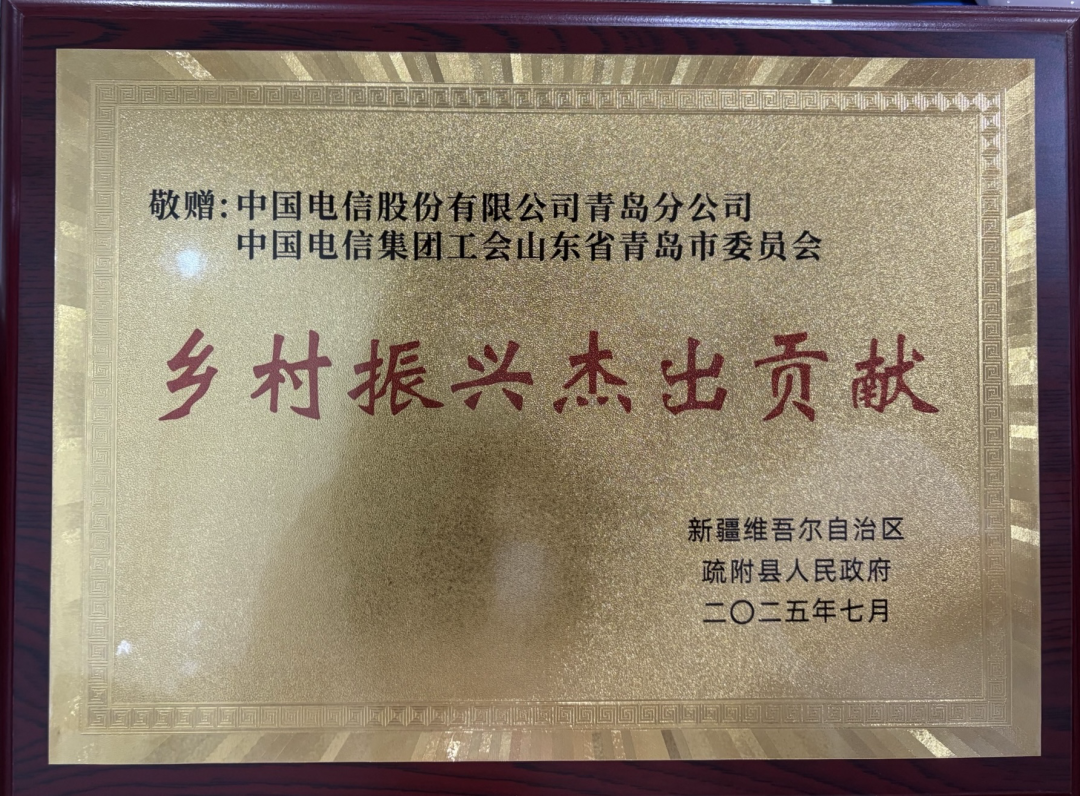 敬赠:中国电信股份有限公司青岛分公司
中国电信集团工会山东省青岛市委员会
乡村振兴杰出贡献
新疆维吾尔自治区
疏附县人民政府
二〇二五年七月